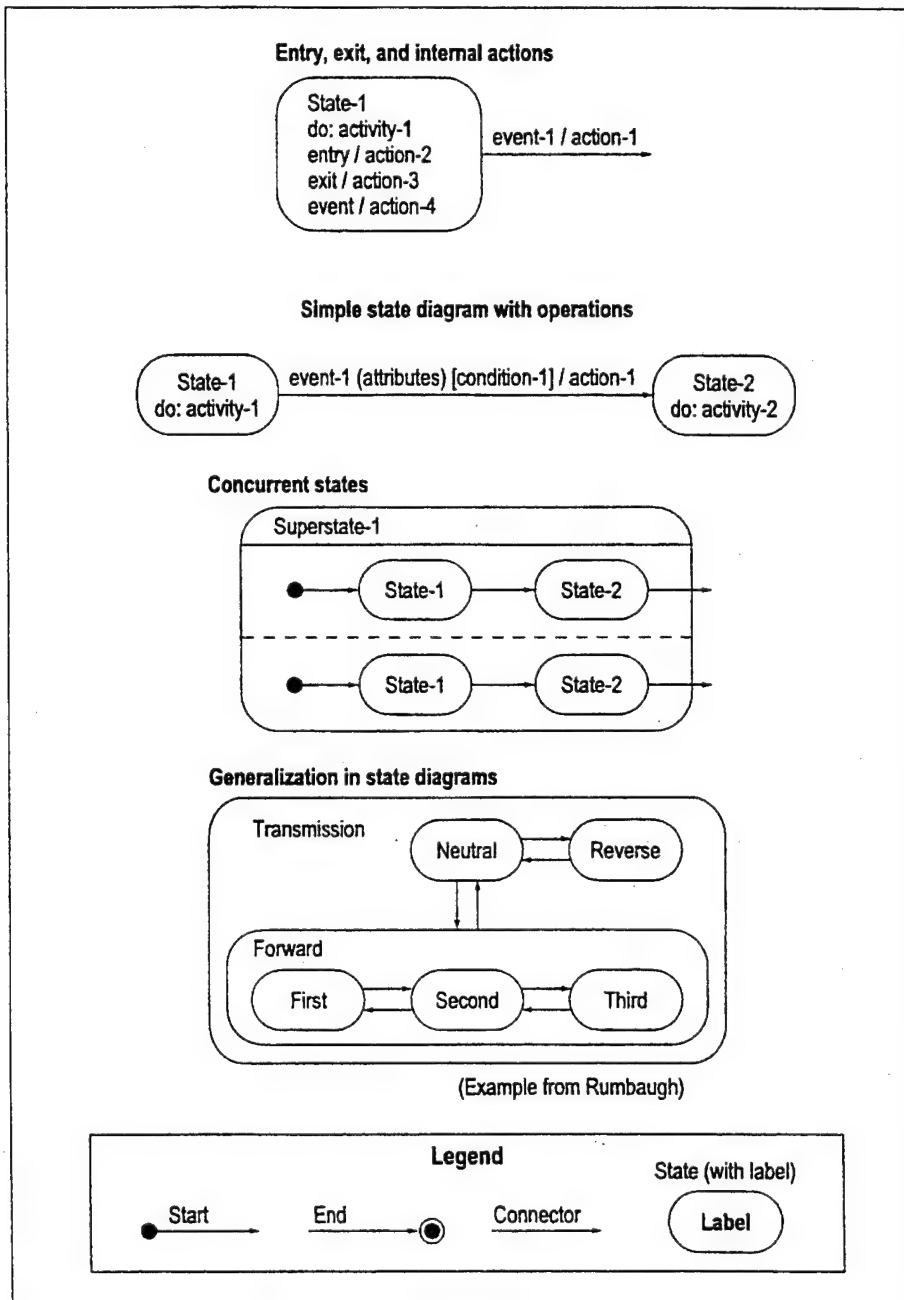 Entry, exit, and internal actions
State-1
do: activity-1
entry / action-2
exit / action-3
event / action-4
event-1 / action-1
Simple state diagram with operations
State-1
do: activity-1
event-1 (attributes) [condition-1] / action-1
State-2
do: activity-2
Concurrent states
Superstate-1
State-1
State-2
State-1
State-2
Generalization in state diagrams
Transmission
Neutral
Reverse
Forward
First
Second
Third
(Example from Rumbaugh)
Legend
Start
End
Connector
State (with label)
Label